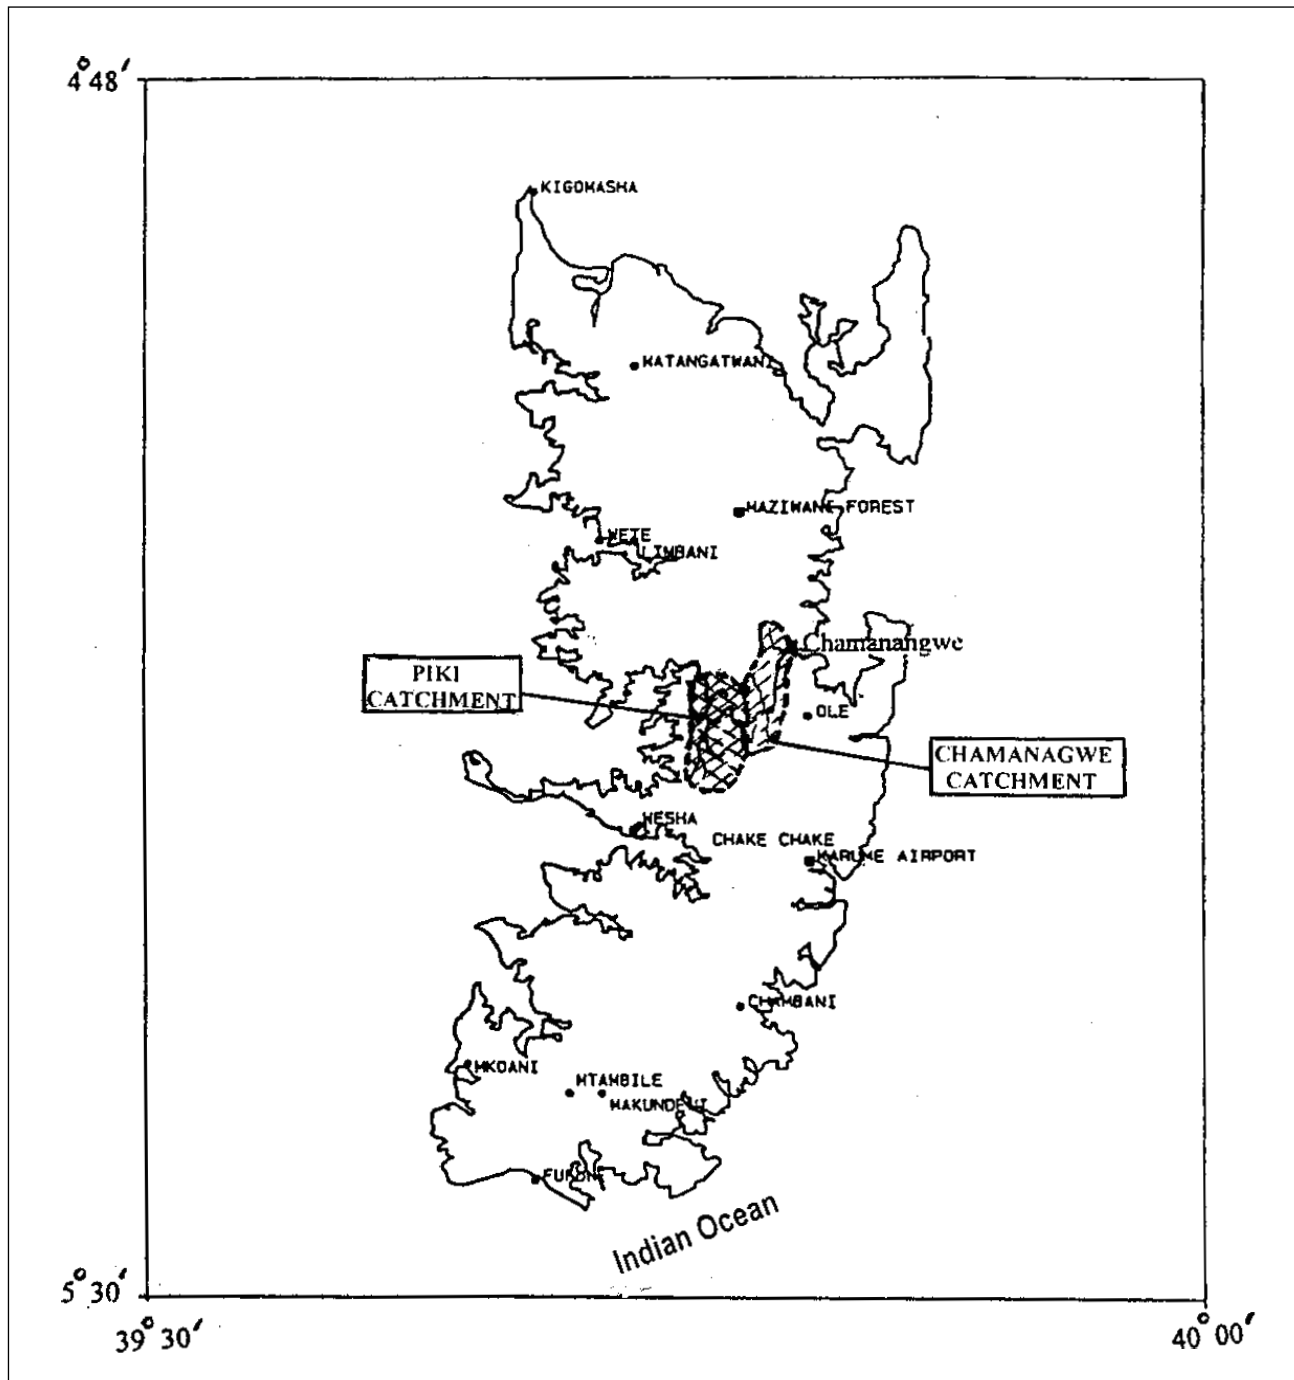 4°48'
KIGOMASHA
MATANGATWANI
MAZIWANI FOREST
WETE
LIMBANI
Chamanangwe
PIKI
CATCHMENT
OLE
CHAMANAGWE
CATCHMENT
WESHA
CHAKE CHAKE
KARUME AIRPORT
CHAMBANI
MKOANI
MTAMBILE
Indian Ocean
5°30'
39°30'
40°00'